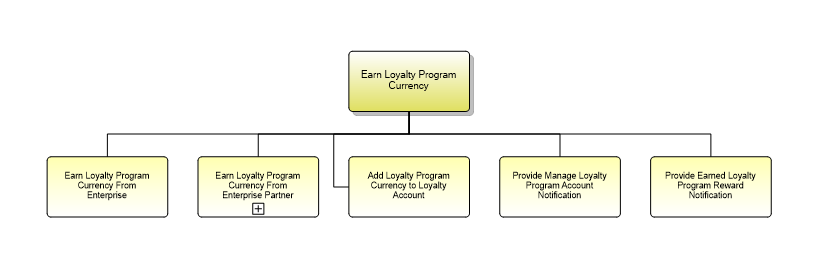 Earn Loyalty Program
Currency
Earn Loyalty Program
Currency From
Enterprise
Earn Loyalty Program
Currency From
Enterprise Partner
Add Loyalty Program
Currency to Loyalty
Account
Provide Manage Loyalty
Program Account
Notification
Provide Earned Loyalty
Program Reward
Notification